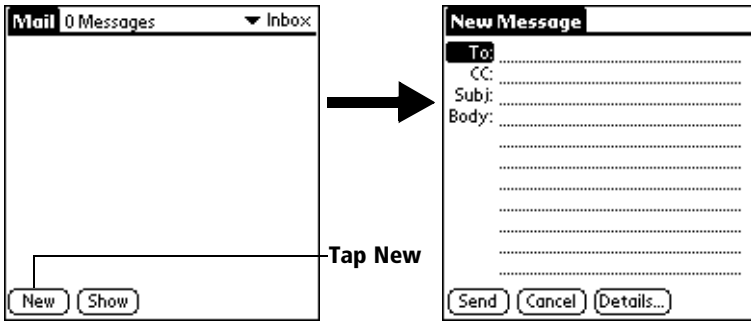 Mail 0 Messages ▼ Inbox
Tap New
New Show
New Message
To:
CC:
Subj:
Body:
Send Cancel Details...